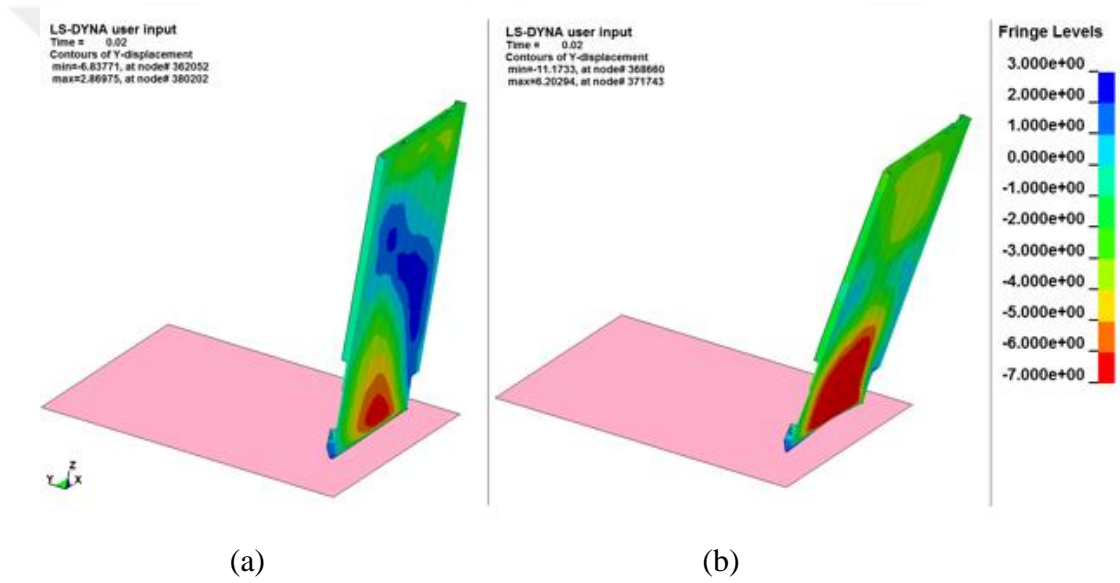 LS-DYNA user input
Time = 0.02
Contours of Y-displacement
min=-6.83771, at node# 362052
max=2.86975, at node# 380202
LS-DYNA user input
Time = 0.02
Contours of Y-displacement
min=-11.1733, at node# 368660
max=6.20294, at node# 371743
Fringe Levels
3.000e+00
2.000e+00
1.000e+00
0.000e+00
-1.000e+00
-2.000e+00
-3.000e+00
-4.000e+00
-5.000e+00
-6.000e+00
-7.000e+00
Z
Y X
(a)
(b)